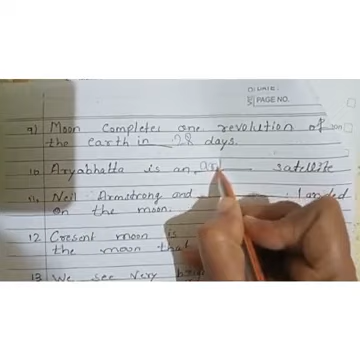 DATE:
PAGE NO.
9) Moon Completes one revolution of
the earth in 28 days.
10. Aryabhatta is an, ar satellite
11. Neil Armstrong and : landed
on the moon.
12 Cresent moon is
the moon that
13 We see very